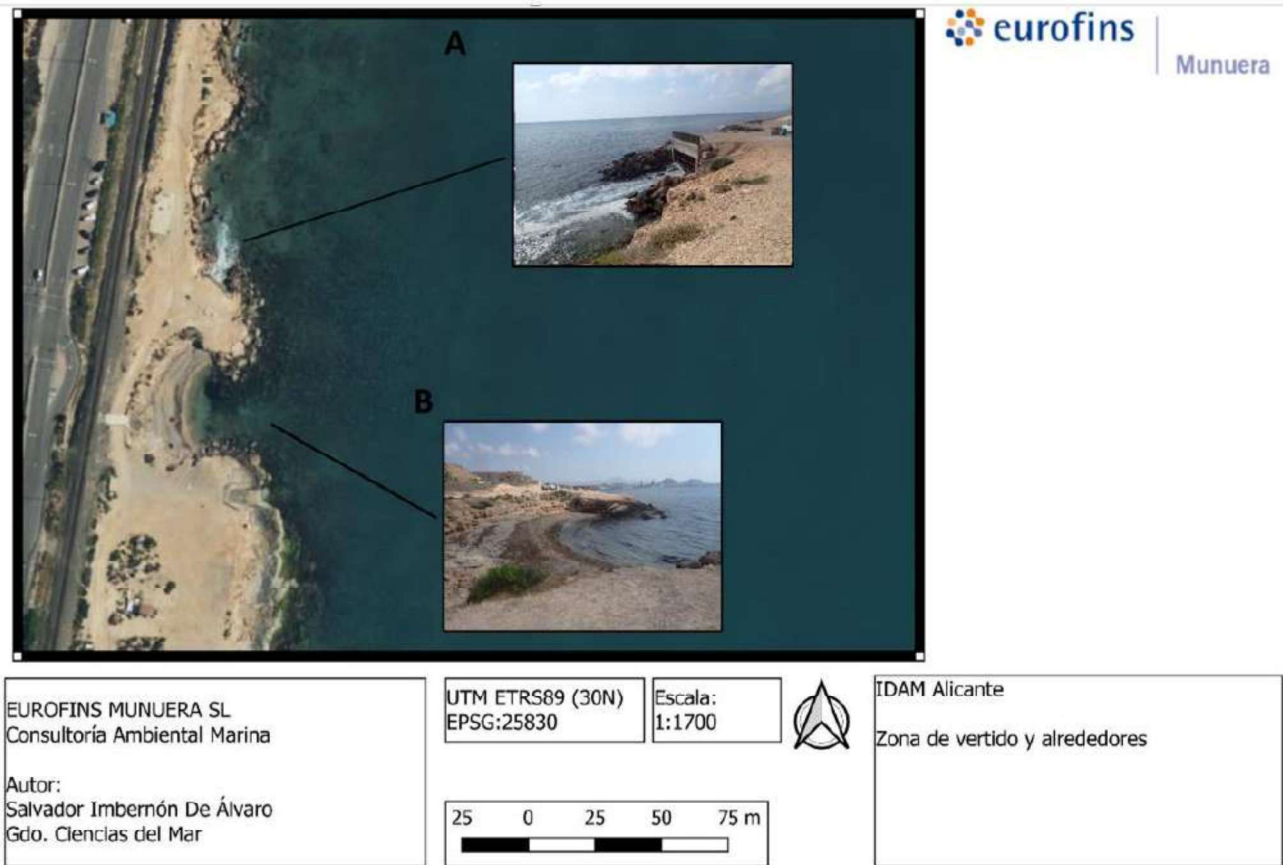 A
eurofins
Munuera
B
EUROFINS MUNUERA SL
Consultoría Ambiental Marina
Autor:
Salvador Imbernón De Álvaro
Gdo. Ciencias del Mar
UTM ETRS89 (30N)
EPSG:25830
Escala:
1:1700
25 0 25 50 75 m
IDAM Alicante
Zona de vertido y alrededores